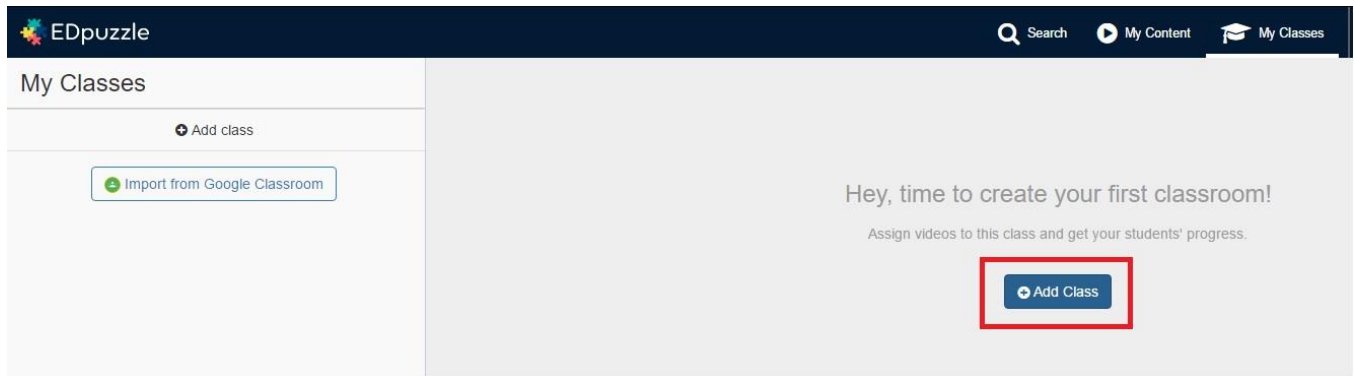 EDpuzzle
Search
My Content
My Classes
My Classes
Add class
Import from Google Classroom
Hey, time to create your first classroom!
Assign videos to this class and get your students' progress.
Add Class